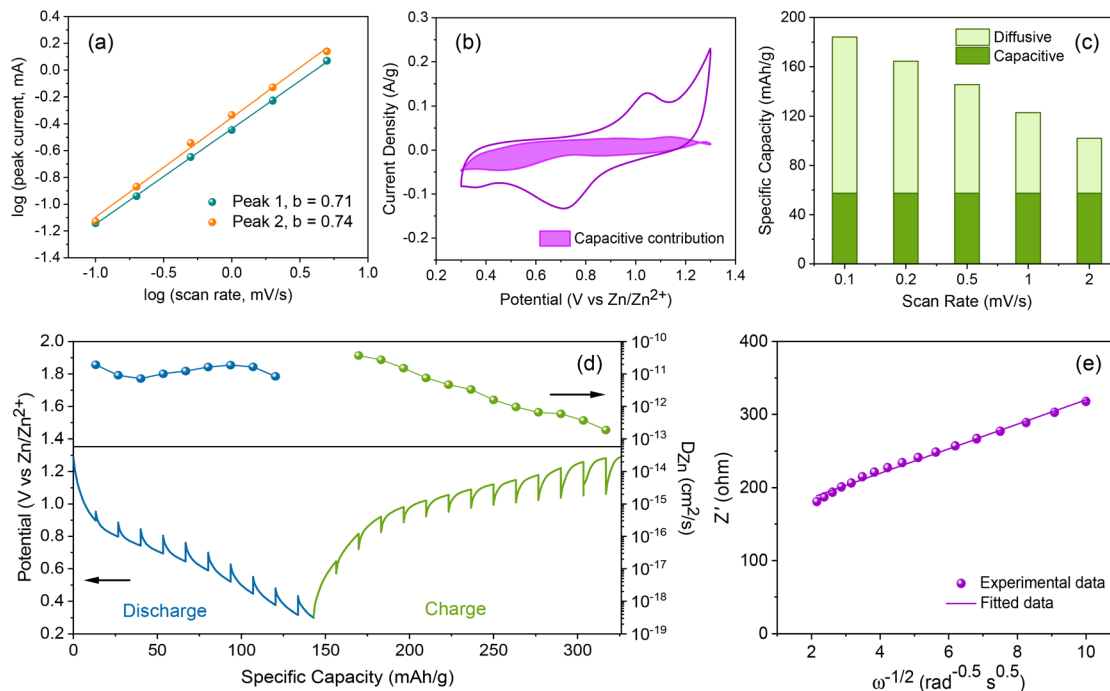 (a)
log (peak current, mA)
0.4
0.2
0.0
-0.2
-0.4
-0.6
-0.8
-1.0
-1.2
-1.4
Peak 1, b = 0.71
Peak 2, b = 0.74
-1.0 -0.5 0.0 0.5 1.0
log (scan rate, mV/s)
(b)
Current Density (A/g)
0.3
0.2
0.1
0.0
-0.1
-0.2
Capacitive contribution
0.2 0.4 0.6 0.8 1.0 1.2 1.4
Potential (V vs Zn/Zn²⁺)
(c)
Specific Capacity (mAh/g)
200
160
120
80
40
0
Diffusive
Capacitive
0.1 0.2 0.5 1 2
Scan Rate (mV/s)
(d)
Potential (V vs Zn/Zn²⁺)
2.0
1.8
1.6
1.4
1.2
1.0
0.8
0.6
0.4
0.2
Discharge
Charge
10⁻¹⁰
10⁻¹¹
10⁻¹²
10⁻¹³
10⁻¹⁴
10⁻¹⁵
10⁻¹⁶
10⁻¹⁷
10⁻¹⁸
10⁻¹⁹
D_Zn (cm²/s)
0 50 100 150 200 250 300
Specific Capacity (mAh/g)
(e)
Z′ (ohm)
400
300
200
100
0
Experimental data
Fitted data
2 4 6 8 10
ω⁻¹/² (rad⁻⁰·⁵ s⁰·⁵)